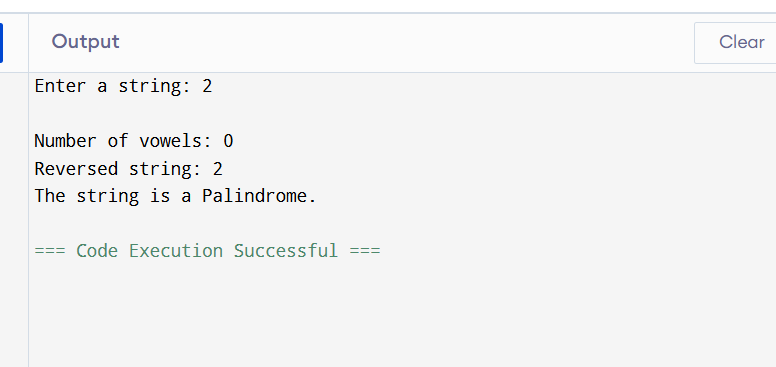 Output
Clear
Enter a string: 2
Number of vowels: 0
Reversed string: 2
The string is a Palindrome.
=== Code Execution Successful ===